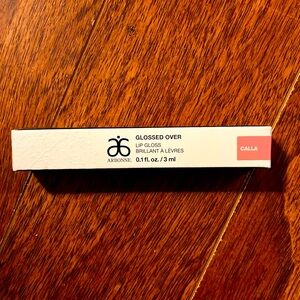 GLOSSED OVER
LIP GLOSS
BRILLANT À LÈVRES
0.1 fl. oz. / 3 ml
ARBONNE
CALLA